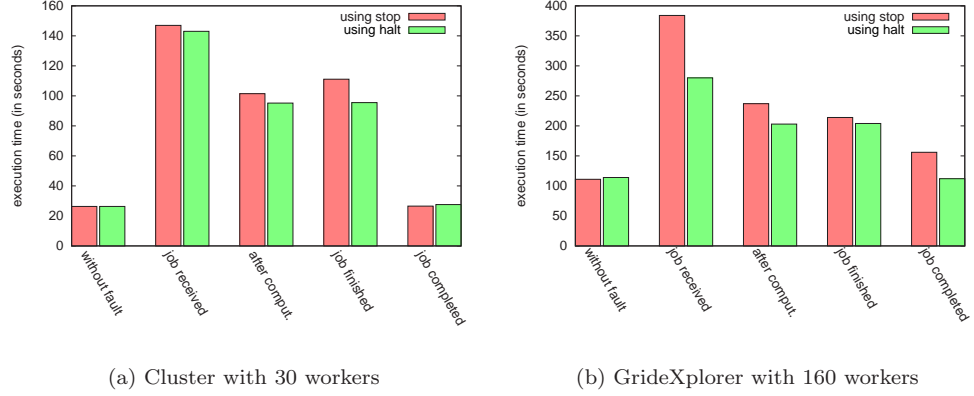 execution time (in seconds)
160
140
120
100
80
60
40
20
0
using stop
using halt
without fault
job received
after comput.
job finished
job completed
(a) Cluster with 30 workers
execution time (in seconds)
400
350
300
250
200
150
100
50
0
using stop
using halt
without fault
job received
after comput.
job finished
job completed
(b) GrideXplorer with 160 workers